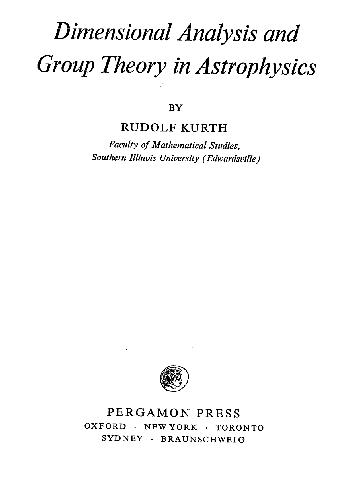 Dimensional Analysis and
Group Theory in Astrophysics
BY
RUDOLF KURTH
Faculty of Mathematical Studies,
Southern Illinois University (Edwardsville)
PERGAMON PRESS
OXFORD · NEW YORK · TORONTO
SYDNEY · BRAUNSCHWEIG